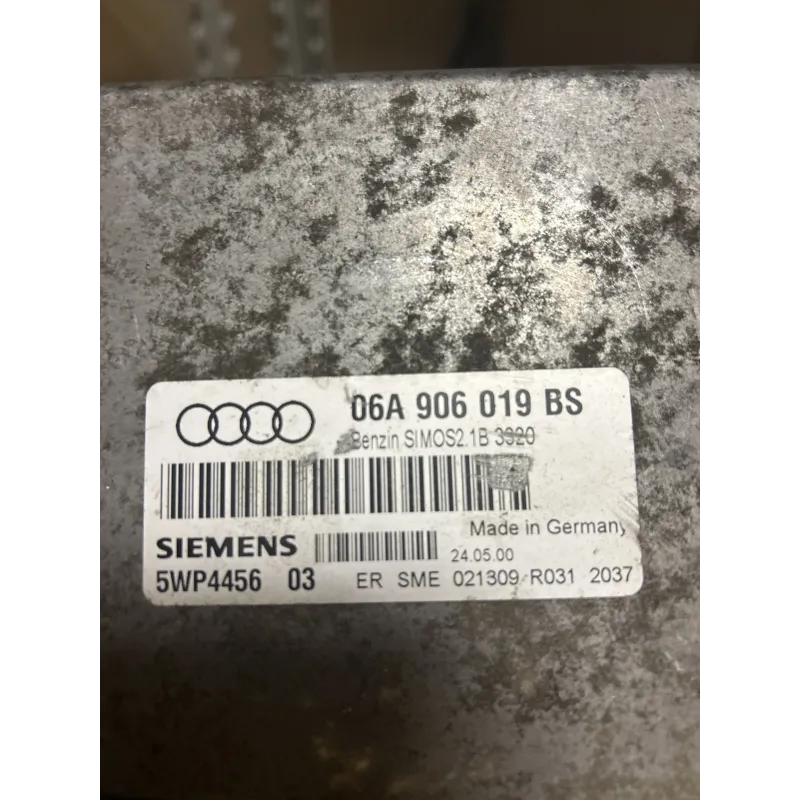 06A 906 019 BS
Benzin SIMOS2.1B 3320
Made in Germany
SIEMENS
24.05.00
5WP4456 03 ER SME 021309 R031 2037